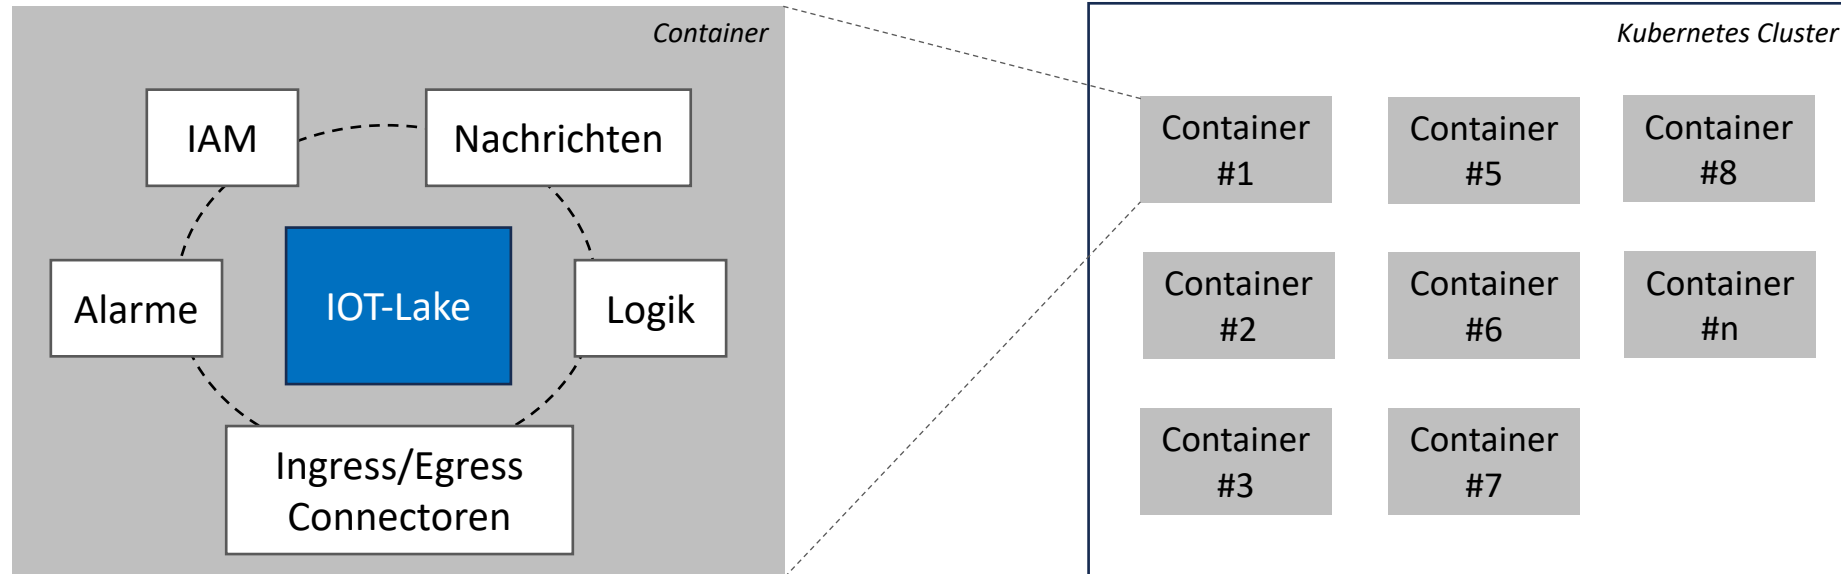 Container
IAM
Nachrichten
Alarme
IOT-Lake
Logik
Ingress/Egress
Connectoren
Kubernetes Cluster
Container
#1
Container
#5
Container
#8
Container
#2
Container
#6
Container
#n
Container
#3
Container
#7